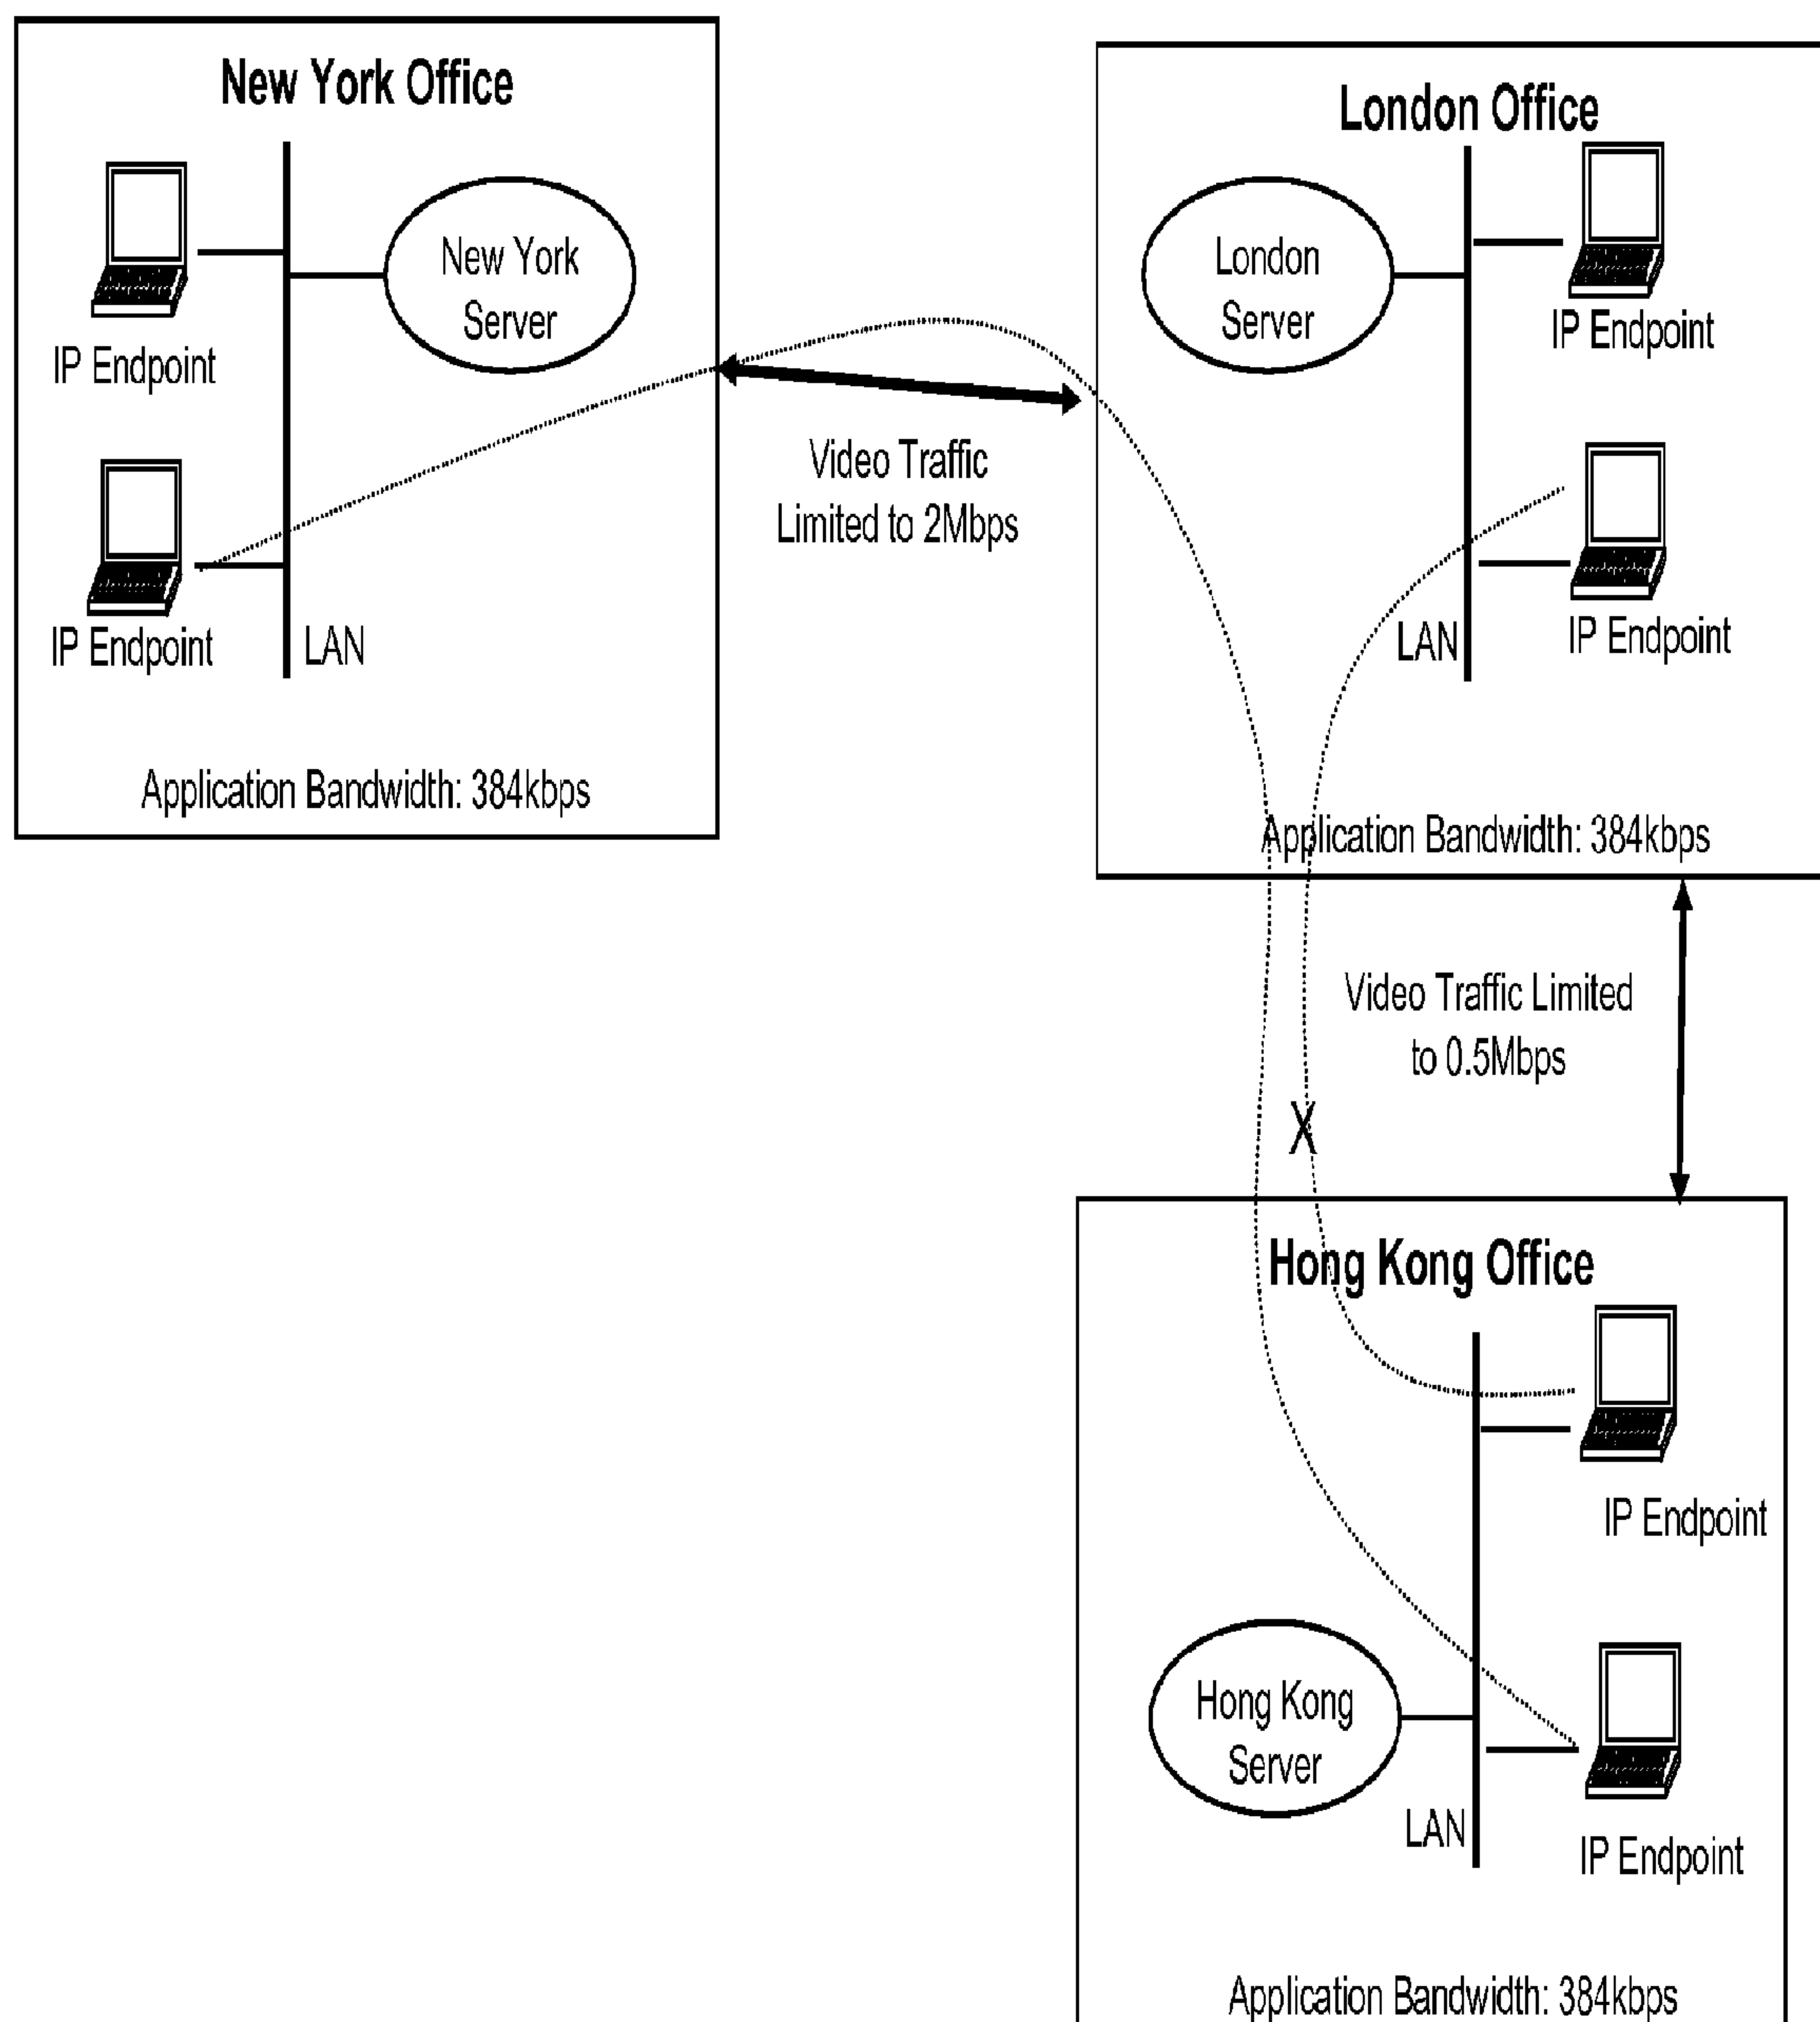 New York Office
New York
Server
IP Endpoint
IP Endpoint
LAN
Application Bandwidth: 384kbps
Video Traffic
Limited to 2Mbps
London Office
London
Server
IP Endpoint
LAN
IP Endpoint
Application Bandwidth: 384kbps
Video Traffic Limited
to 0.5Mbps
X
Hong Kong Office
IP Endpoint
Hong Kong
Server
LAN
IP Endpoint
Application Bandwidth: 384kbps